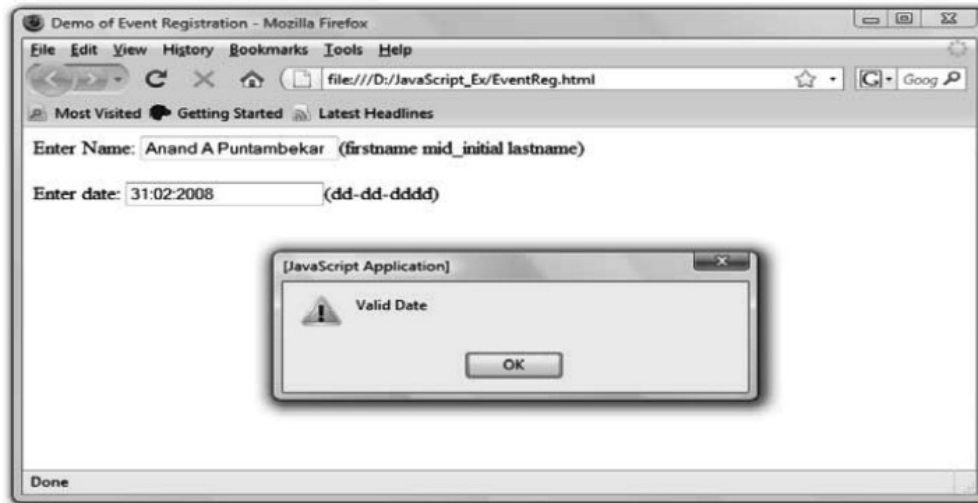 Demo of Event Registration - Mozilla Firefox
File Edit View History Bookmarks Tools Help
file:///D:/JavaScript_Ex/EventReg.html
Goog
Most Visited Getting Started Latest Headlines
Enter Name: Anand A Puntambekar (firstname mid_initial lastname)
Enter date: 31:02:2008 (dd-dd-dddd)
[JavaScript Application]
Valid Date
OK
Done